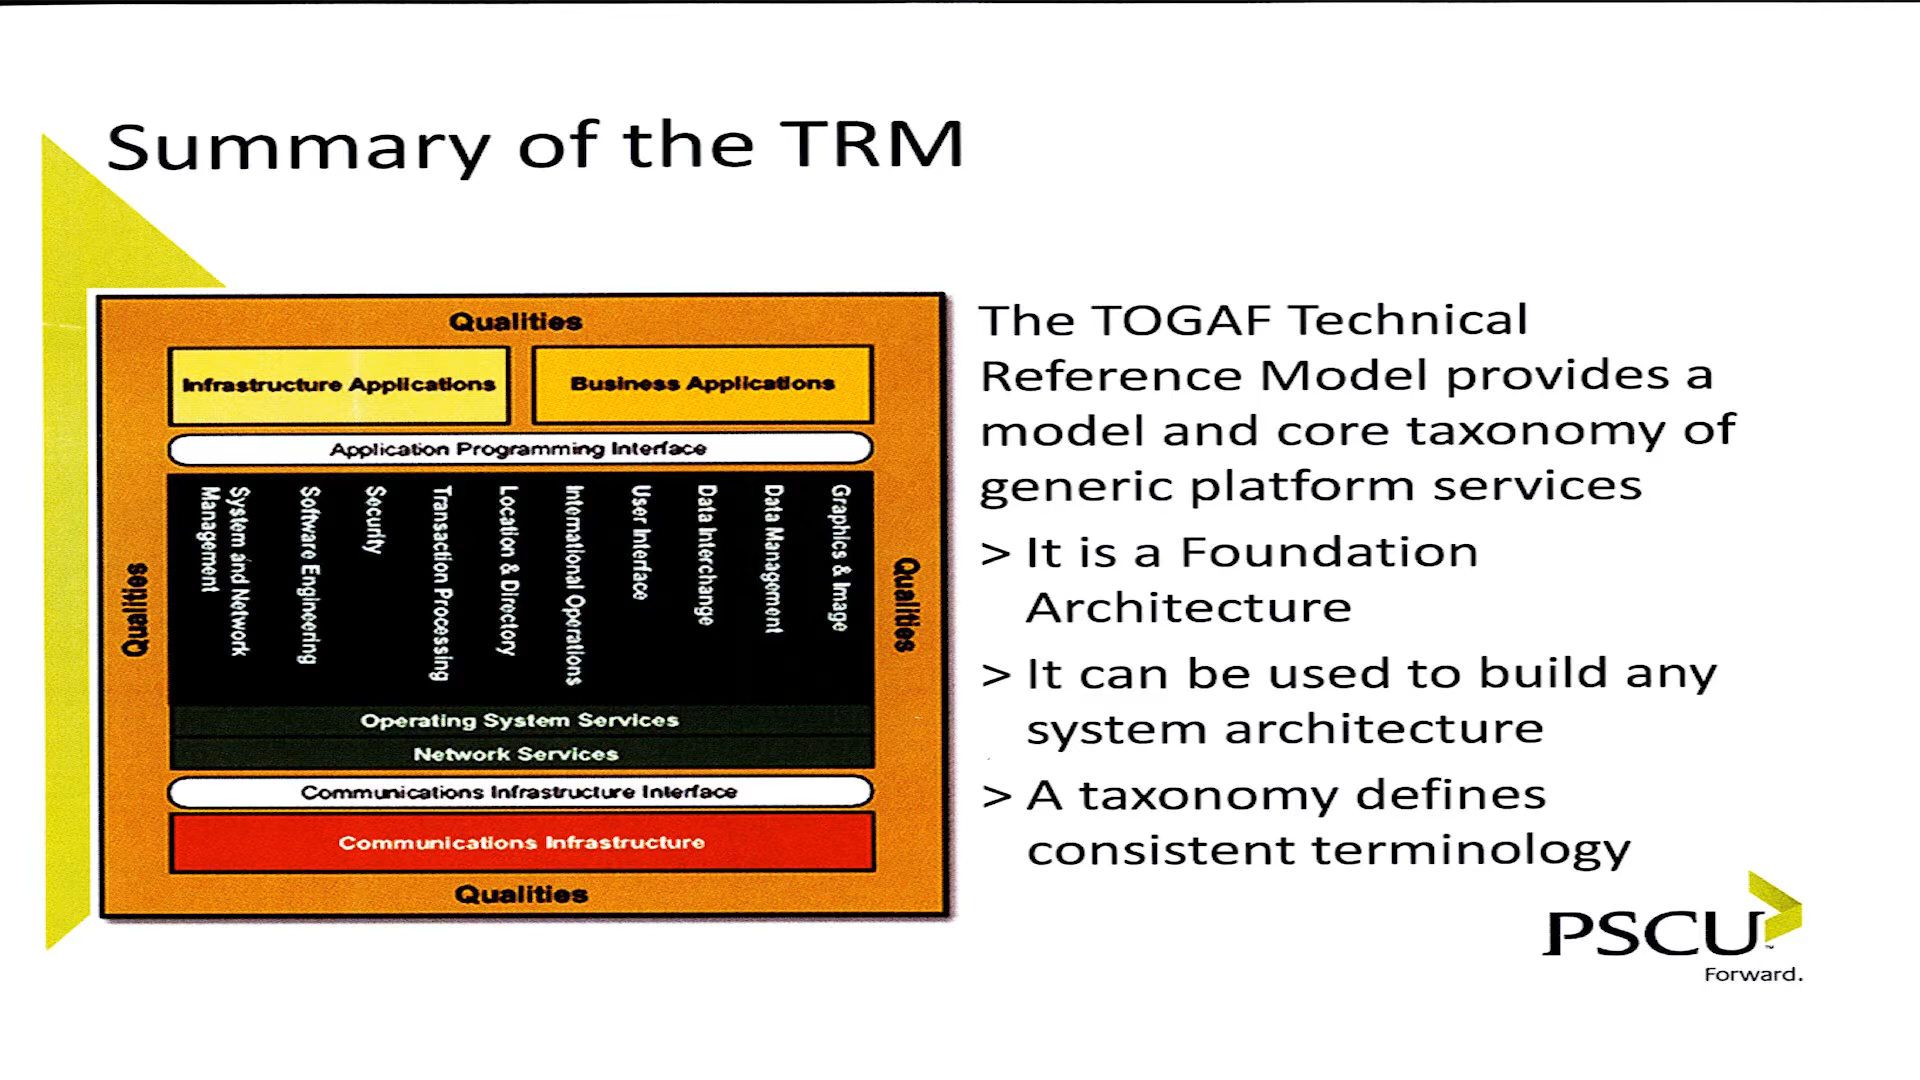 Summary of the TRM
Qualities
Infrastructure Applications
Business Applications
Application Programming Interface
Qualities
System and Network
Management
Software Engineering
Security
Transaction Processing
Location & Directory
International Operations
User Interface
Data Interchange
Data Management
Graphics & Image
Qualities
Operating System Services
Network Services
Communications Infrastructure Interface
Communications Infrastructure
Qualities
The TOGAF Technical
Reference Model provides a
model and core taxonomy of
generic platform services
> It is a Foundation
Architecture
> It can be used to build any
system architecture
> A taxonomy defines
consistent terminology
PSCU
Forward.